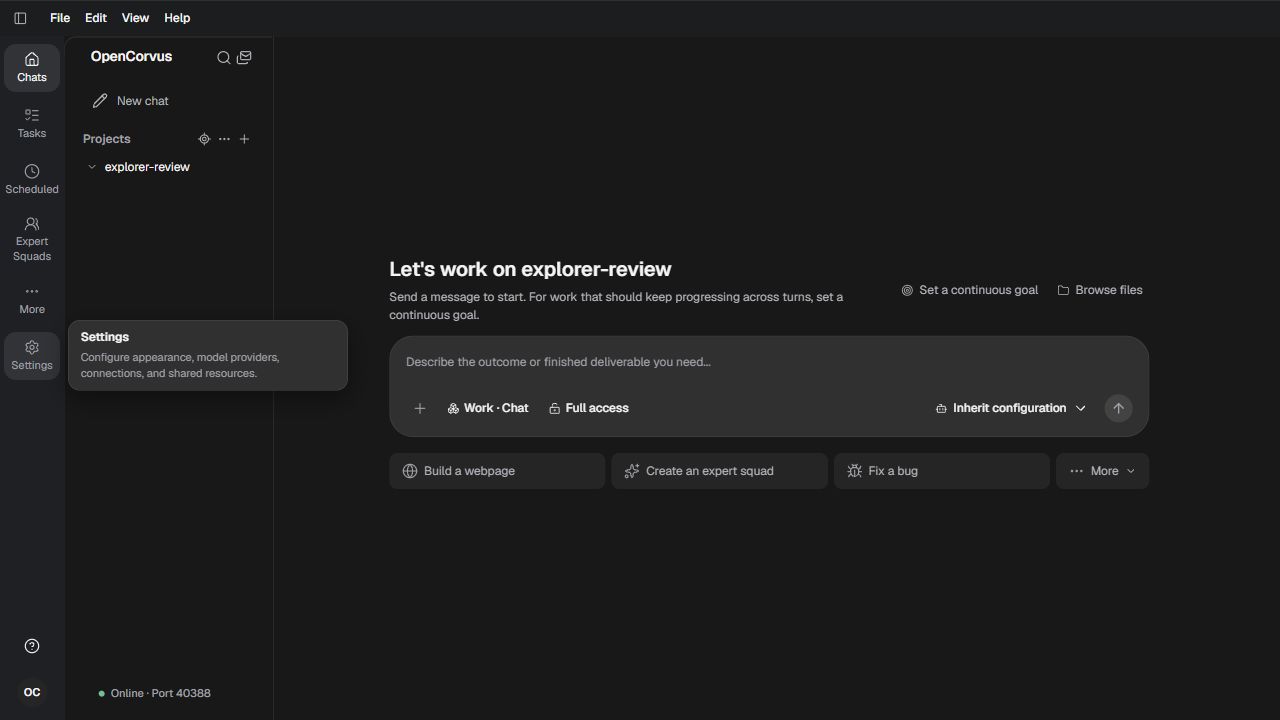 File Edit View Help
Chats
Tasks
Scheduled
Expert
Squads
More
Settings
OC
OpenCorvus
New chat
Projects
explorer-review
Online · Port 40388
Settings
Configure appearance, model providers,
connections, and shared resources.
Let's work on explorer-review
Send a message to start. For work that should keep progressing across turns, set a
continuous goal.
Set a continuous goal Browse files
Describe the outcome or finished deliverable you need...
Work · Chat Full access Inherit configuration
Build a webpage Create an expert squad Fix a bug More